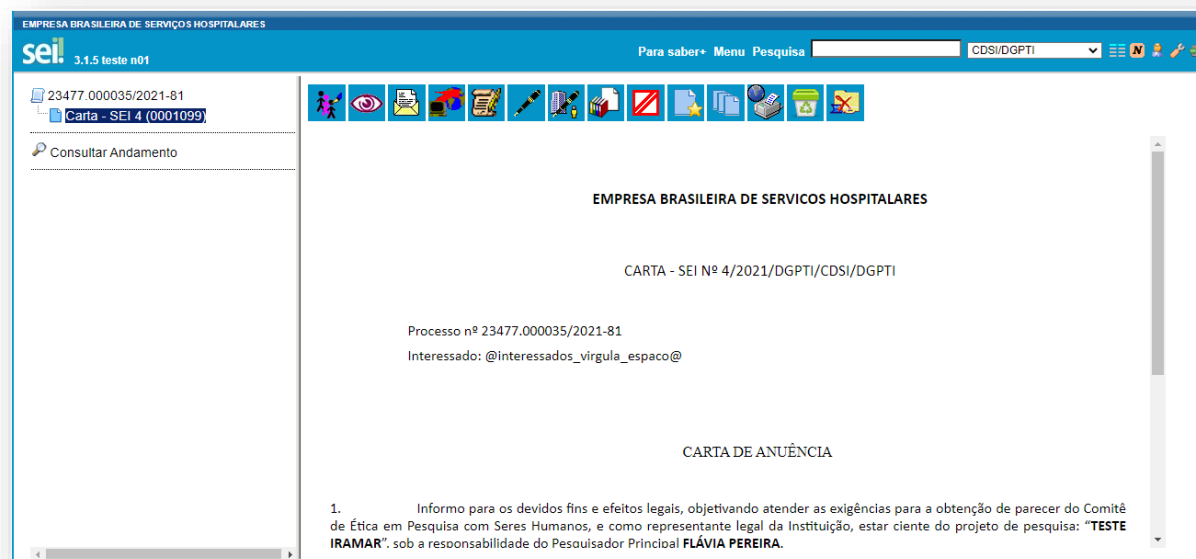 EMPRESA BRASILEIRA DE SERVIÇOS HOSPITALARES
sei!
3.1.5 teste n01
Para saber+ Menu Pesquisa
CDSI/DGPTI
N
23477.000035/2021-81
Carta - SEI 4 (0001099)
Consultar Andamento
EMPRESA BRASILEIRA DE SERVICOS HOSPITALARES
CARTA - SEI Nº 4/2021/DGPTI/CDSI/DGPTI
Processo nº 23477.000035/2021-81
Interessado: @interessados_virgula_espaco@
CARTA DE ANUÊNCIA
1. Informo para os devidos fins e efeitos legais, objetivando atender as exigências para a obtenção de parecer do Comitê
de Ética em Pesquisa com Seres Humanos, e como representante legal da Instituição, estar ciente do projeto de pesquisa: “TESTE
IRAMAR”, sob a responsabilidade do Pesquisador Principal FLÁVIA PEREIRA.